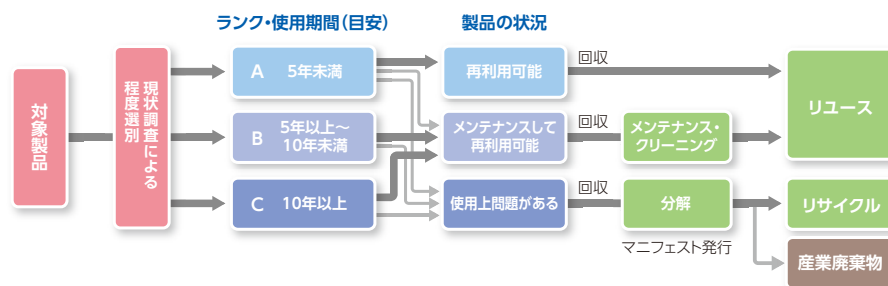 ランク・使用期間(目安)
製品の状況
対象製品
現状調査による
程度選別
A 5年未満
再利用可能
回収
リユース
B 5年以上〜
10年未満
メンテナンスして
再利用可能
回収
メンテナンス・
クリーニング
C 10年以上
使用上問題がある
回収
分解
リサイクル
マニフェスト発行
産業廃棄物